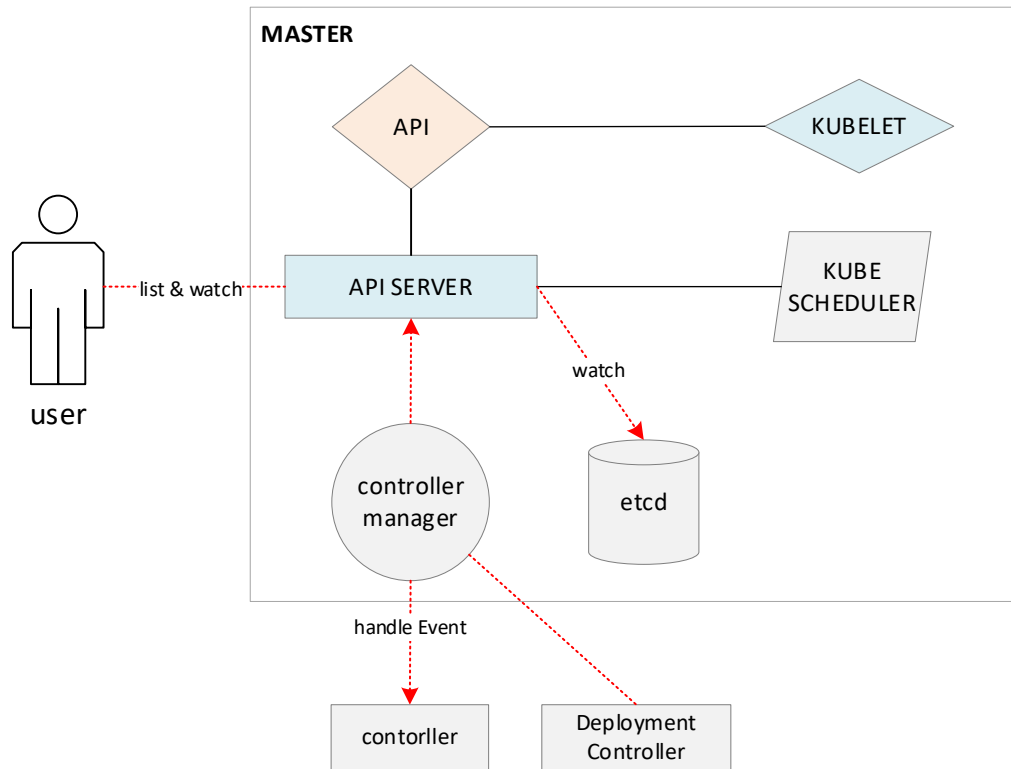 MASTER
API
KUBELET
list & watch
API SERVER
KUBE
SCHEDULER
user
watch
controller
manager
etcd
handle Event
contorller
Deployment
Controller